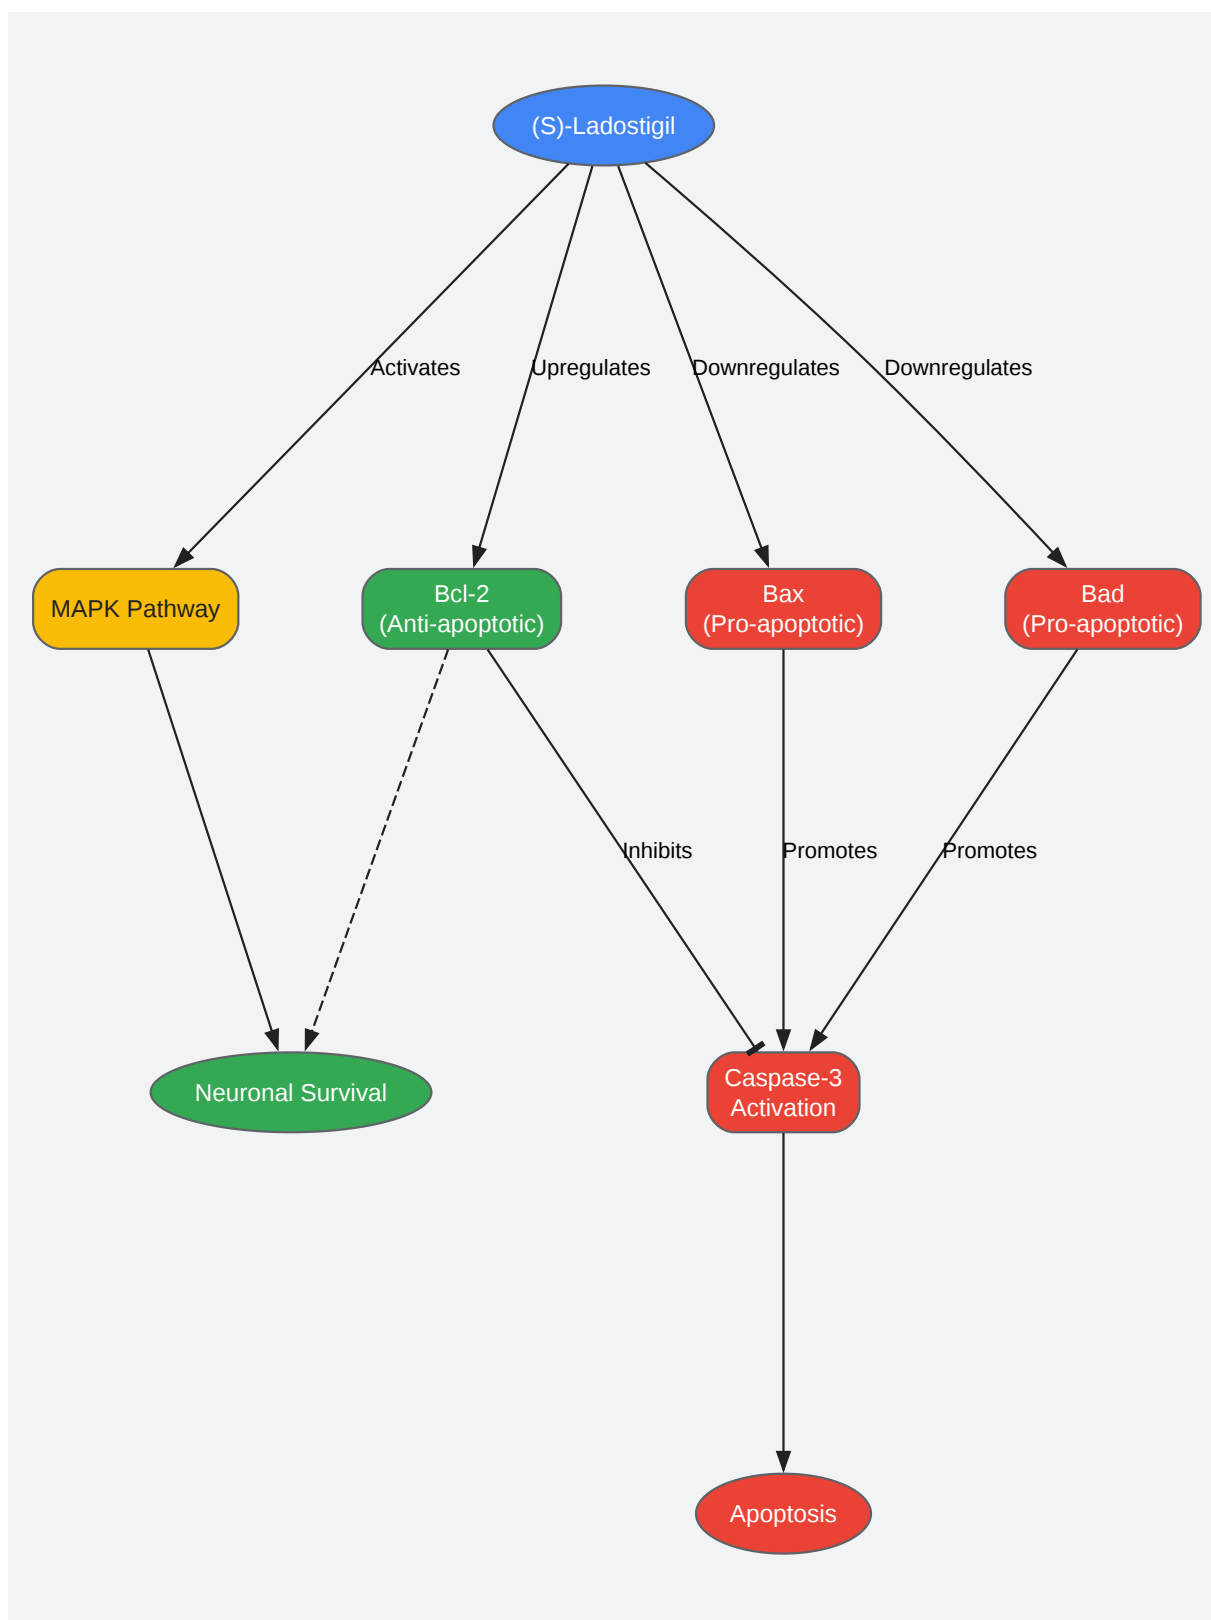 (S)-Ladostigil
Activates
Upregulates
Downregulates
Downregulates
MAPK Pathway
Bcl-2
(Anti-apoptotic)
Bax
(Pro-apoptotic)
Bad
(Pro-apoptotic)
Inhibits
Promotes
Promotes
Neuronal Survival
Caspase-3
Activation
Apoptosis